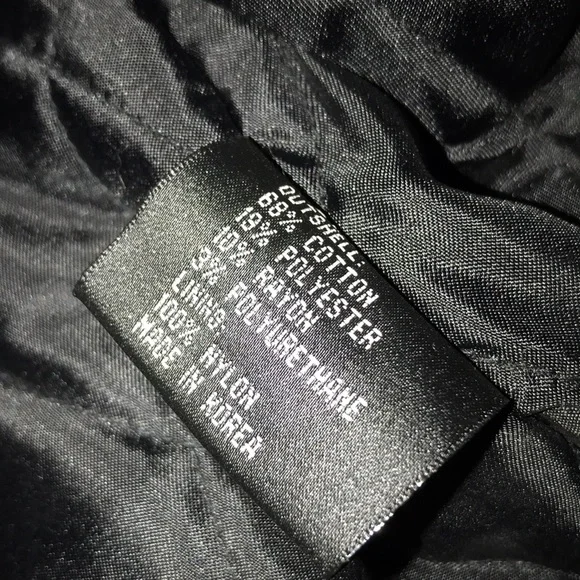 OUTSHELL:
68% COTTON
19% POLYESTER
10% RAYON
3% POLYURETHANE
LINING:
100% NYLON
MADE IN KOREA